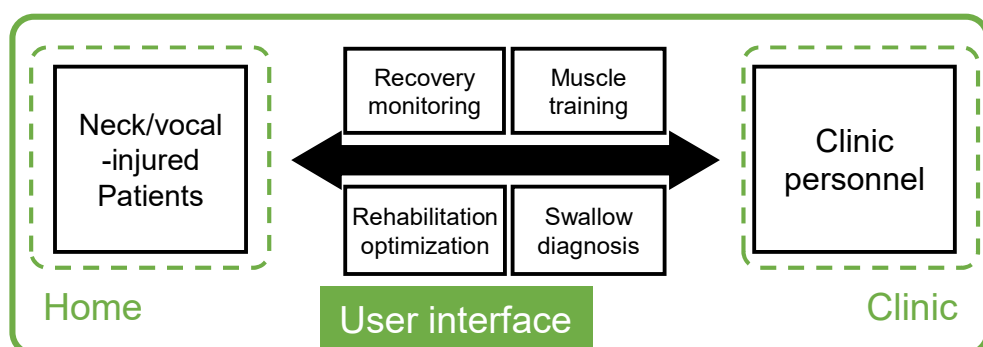 Neck/vocal
-injured
Patients
Home
Recovery
monitoring
Muscle
training
Rehabilitation
optimization
Swallow
diagnosis
User interface
Clinic
personnel
Clinic